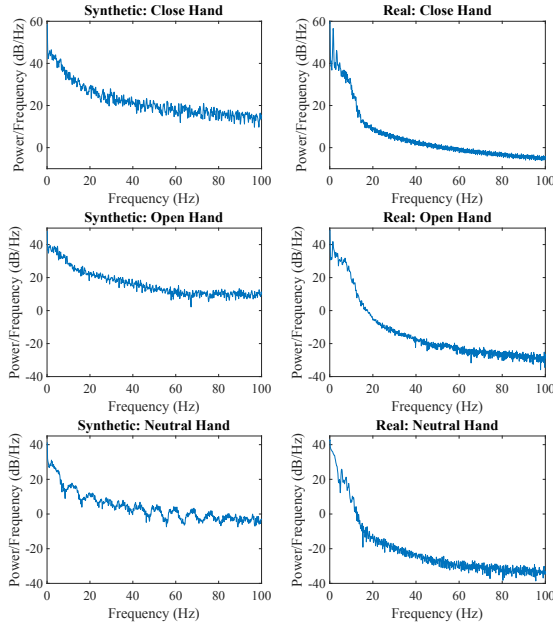 Synthetic: Close Hand
Real: Close Hand
60
40
20
0
Power/Frequency (dB/Hz)
0 20 40 60 80 100
Frequency (Hz)
60
40
20
0
Power/Frequency (dB/Hz)
0 20 40 60 80 100
Frequency (Hz)
Synthetic: Open Hand
Real: Open Hand
40
20
0
-20
-40
Power/Frequency (dB/Hz)
0 20 40 60 80 100
Frequency (Hz)
40
20
0
-20
-40
Power/Frequency (dB/Hz)
0 20 40 60 80 100
Frequency (Hz)
Synthetic: Neutral Hand
Real: Neutral Hand
40
20
0
-20
-40
Power/Frequency (dB/Hz)
0 20 40 60 80 100
Frequency (Hz)
40
20
0
-20
-40
Power/Frequency (dB/Hz)
0 20 40 60 80 100
Frequency (Hz)